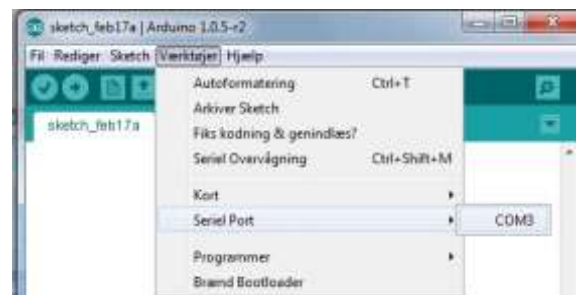 sketch_feb17a | Arduino 1.0.5-r2
Fil Rediger Sketch Værktøjer Hjælp
sketch_feb17a
Autoformatering Ctrl+T
Arkiver Sketch
Fiks kodning & genindlæs?
Seriel Overvågning Ctrl+Shift+M
Kort
Seriel Port
COM3
Programmer
Brænd Bootloader